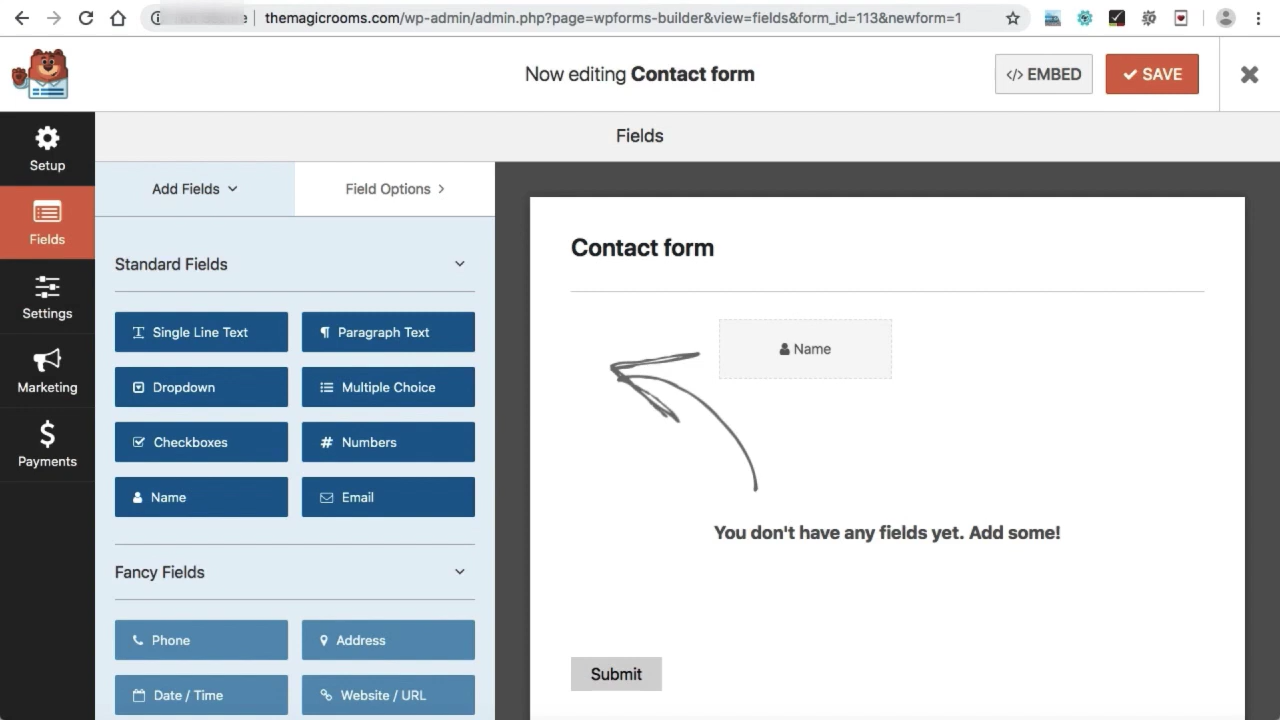 themagicrooms.com/wp-admin/admin.php?page=wpforms-builder&view=fields&form_id=113&newform=1
Now editing Contact form
</> EMBED
SAVE
Setup
Fields
Settings
Marketing
Payments
Fields
Add Fields
Field Options
Standard Fields
Single Line Text
Paragraph Text
Dropdown
Multiple Choice
Checkboxes
Numbers
Name
Email
Fancy Fields
Phone
Address
Date / Time
Website / URL
Contact form
Name
You don't have any fields yet. Add some!
Submit